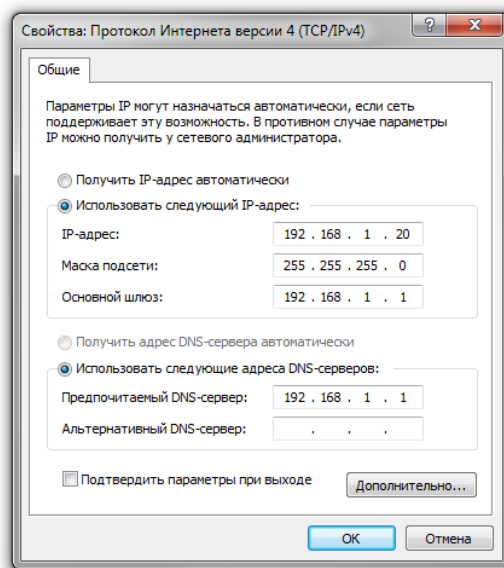 Свойства: Протокол Интернета версии 4 (TCP/IPv4)
Общие
Параметры IP могут назначаться автоматически, если сеть
поддерживает эту возможность. В противном случае параметры
IP можно получить у сетевого администратора.
Получить IP-адрес автоматически
Использовать следующий IP-адрес:
IP-адрес: 192 . 168 . 1 . 20
Маска подсети: 255 . 255 . 255 . 0
Основной шлюз: 192 . 168 . 1 . 1
Получить адрес DNS-сервера автоматически
Использовать следующие адреса DNS-серверов:
Предпочитаемый DNS-сервер: 192 . 168 . 1 . 1
Альтернативный DNS-сервер: . . .
Подтвердить параметры при выходе
Дополнительно...
ОК Отмена